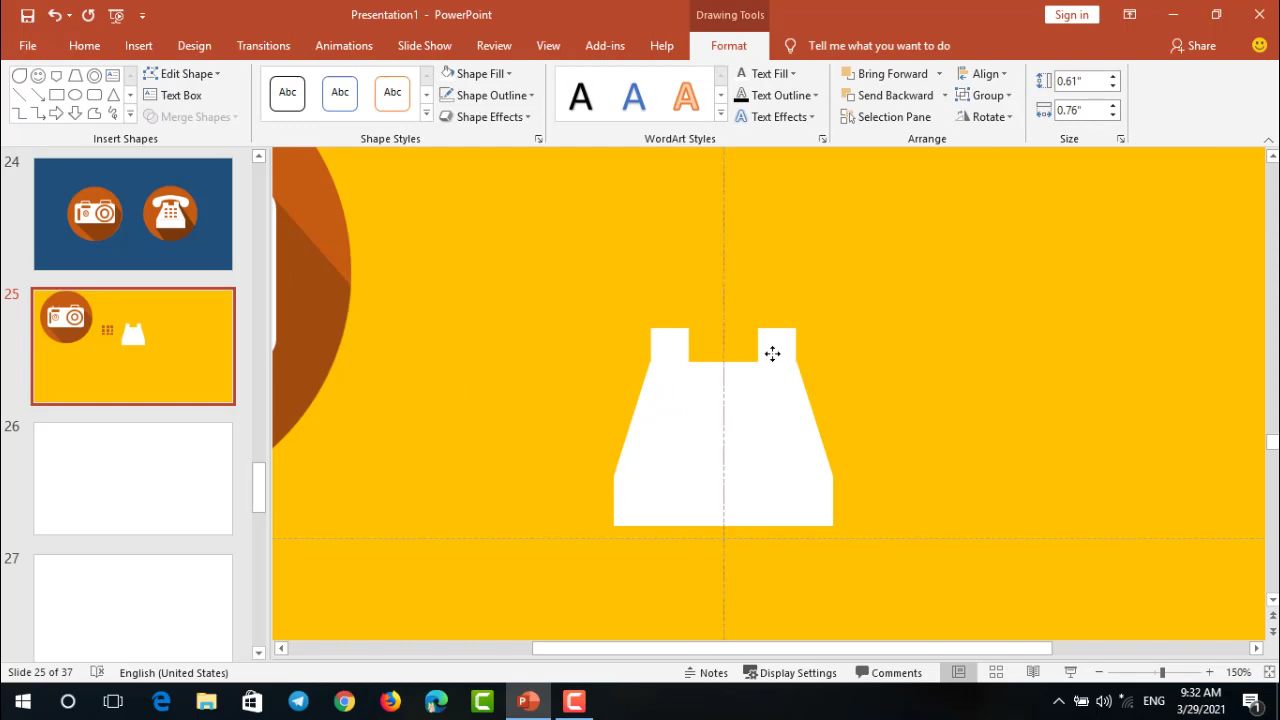 Presentation1 - PowerPoint
Drawing Tools
Sign in
File
Home
Insert
Design
Transitions
Animations
Slide Show
Review
View
Add-ins
Help
Format
Tell me what you want to do
Share
Edit Shape
Text Box
Merge Shapes
Insert Shapes
Abc
Abc
Abc
Shape Fill
Shape Outline
Shape Effects
Shape Styles
A
A
A
Text Fill
Text Outline
Text Effects
WordArt Styles
Bring Forward
Send Backward
Selection Pane
Align
Group
Rotate
Arrange
0.61"
0.76"
Size
24
25
26
27
Slide 25 of 37
English (United States)
Notes
Display Settings
Comments
150%
ENG
9:32 AM
3/29/2021
1